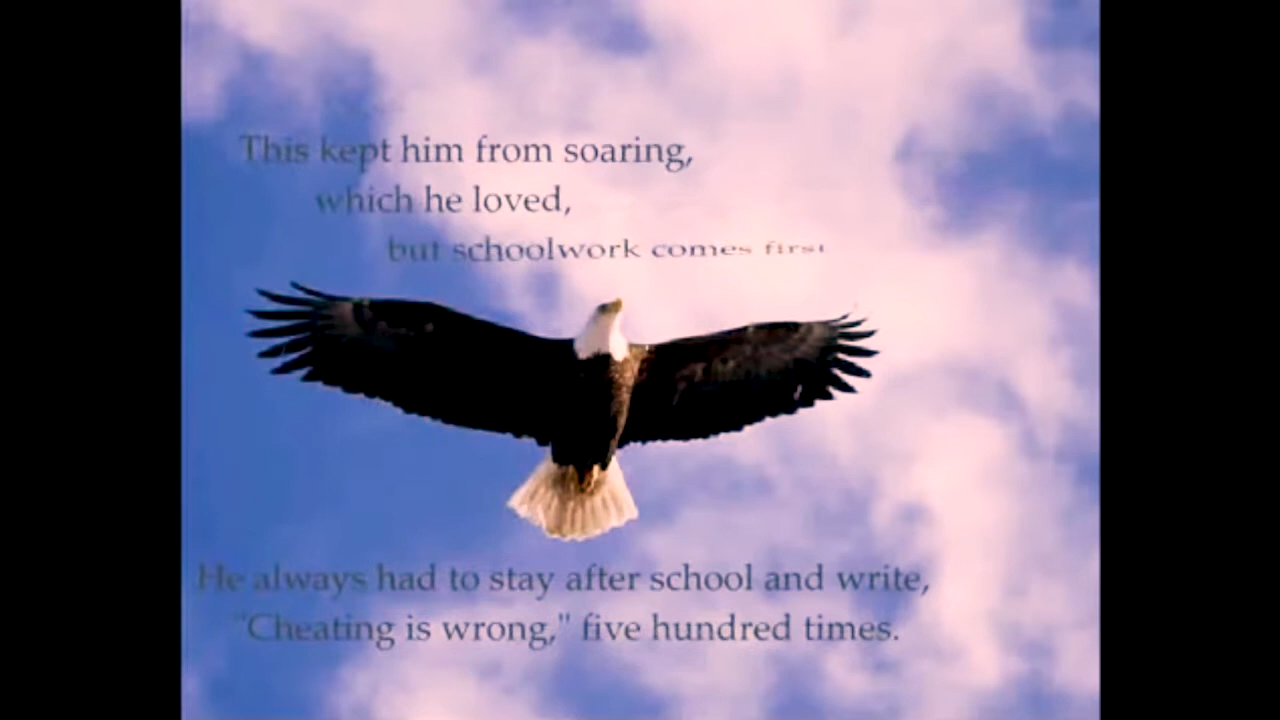 This kept him from soaring,
which he loved,
but schoolwork comes first
He always had to stay after school and write,
"Cheating is wrong," five hundred times.